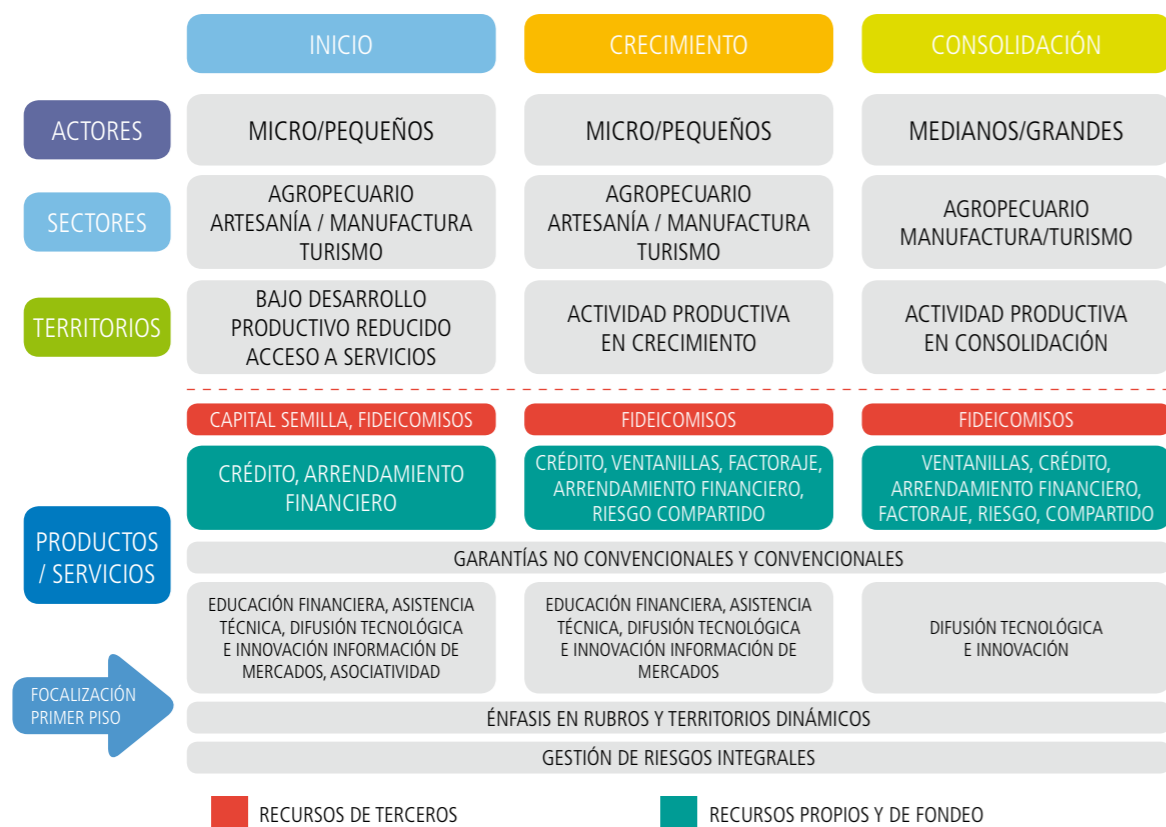 INICIO
CRECIMIENTO
CONSOLIDACIÓN
ACTORES
MICRO/PEQUEÑOS
MICRO/PEQUEÑOS
MEDIANOS/GRANDES
SECTORES
AGROPECUARIO
ARTESANÍA / MANUFACTURA
TURISMO
AGROPECUARIO
ARTESANÍA / MANUFACTURA
TURISMO
AGROPECUARIO
MANUFACTURA/TURISMO
TERRITORIOS
BAJO DESARROLLO
PRODUCTIVO REDUCIDO
ACCESO A SERVICIOS
ACTIVIDAD PRODUCTIVA
EN CRECIMIENTO
ACTIVIDAD PRODUCTIVA
EN CONSOLIDACIÓN
PRODUCTOS
/ SERVICIOS
CAPITAL SEMILLA, FIDEICOMISOS
FIDEICOMISOS
FIDEICOMISOS
CRÉDITO, ARRENDAMIENTO
FINANCIERO
CRÉDITO, VENTANILLAS, FACTORAJE,
ARRENDAMIENTO FINANCIERO,
RIESGO COMPARTIDO
VENTANILLAS, CRÉDITO,
ARRENDAMIENTO FINANCIERO,
FACTORAJE, RIESGO, COMPARTIDO
GARANTÍAS NO CONVENCIONALES Y CONVENCIONALES
EDUCACIÓN FINANCIERA, ASISTENCIA
TÉCNICA, DIFUSIÓN TECNOLÓGICA
E INNOVACIÓN INFORMACIÓN DE
MERCADOS, ASOCIATIVIDAD
EDUCACIÓN FINANCIERA, ASISTENCIA
TÉCNICA, DIFUSIÓN TECNOLÓGICA
E INNOVACIÓN INFORMACIÓN DE
MERCADOS
DIFUSIÓN TECNOLÓGICA
E INNOVACIÓN
FOCALIZACIÓN
PRIMER PISO
ÉNFASIS EN RUBROS Y TERRITORIOS DINÁMICOS
GESTIÓN DE RIESGOS INTEGRALES
RECURSOS DE TERCEROS
RECURSOS PROPIOS Y DE FONDEO